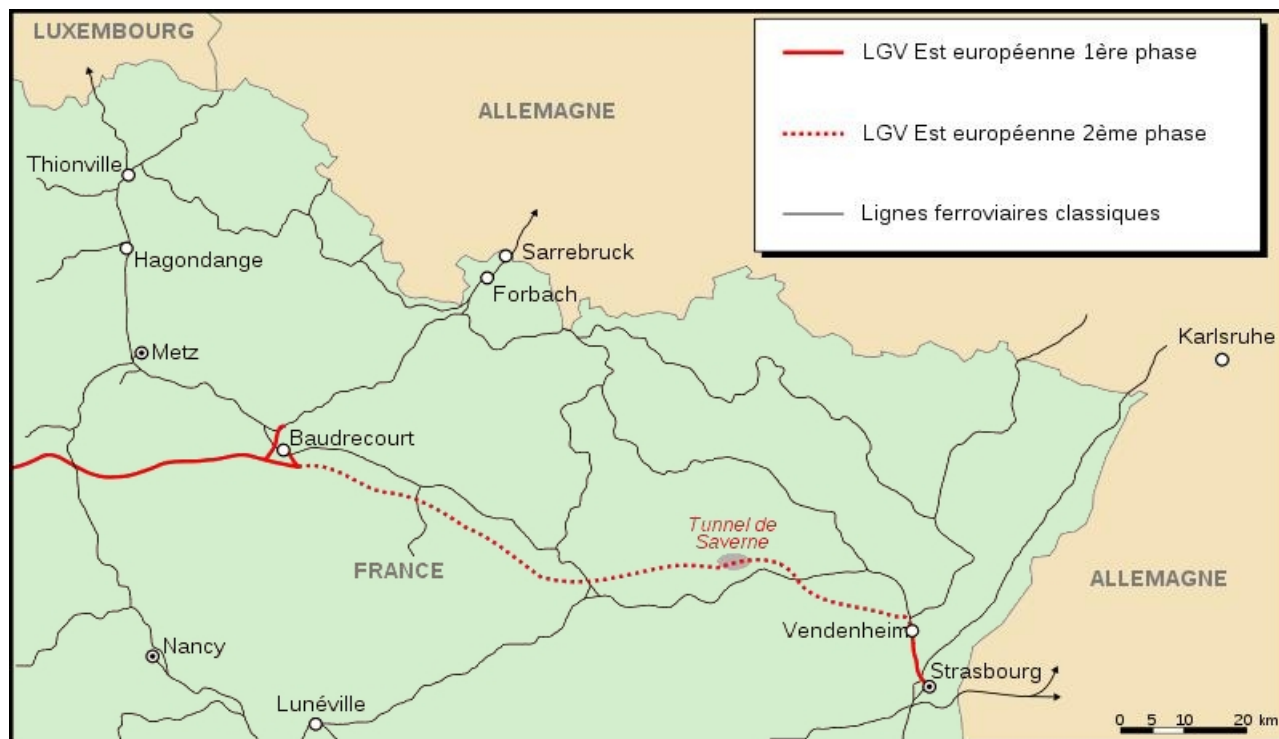 LUXEMBOURG
ALLEMAGNE
LGV Est européenne 1ère phase
LGV Est européenne 2ème phase
Lignes ferroviaires classiques
Thionville
Hagondange
Sarrebruck
Forbach
Metz
Karlsruhe
Baudrecourt
Tunnel de
Saverne
FRANCE
ALLEMAGNE
Vendenheim
Nancy
Strasbourg
Lunéville
0 5 10 20 km